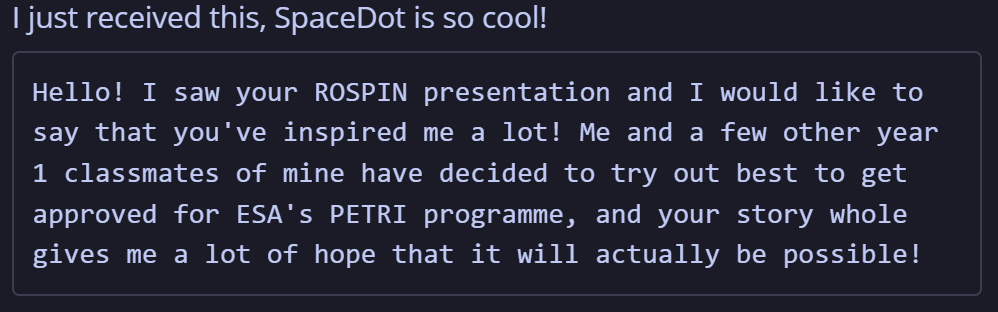 I just received this, SpaceDot is so cool!
Hello! I saw your ROSPIN presentation and I would like to
say that you've inspired me a lot! Me and a few other year
1 classmates of mine have decided to try out best to get
approved for ESA's PETRI programme, and your story whole
gives me a lot of hope that it will actually be possible!